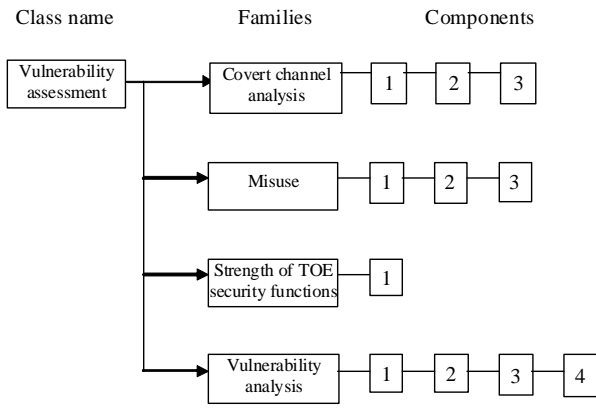 Class name Families Components
Vulnerability assessment
Covert channel analysis
1 2 3
Misuse
1 2 3
Strength of TOE security functions
1
Vulnerability analysis
1 2 3 4